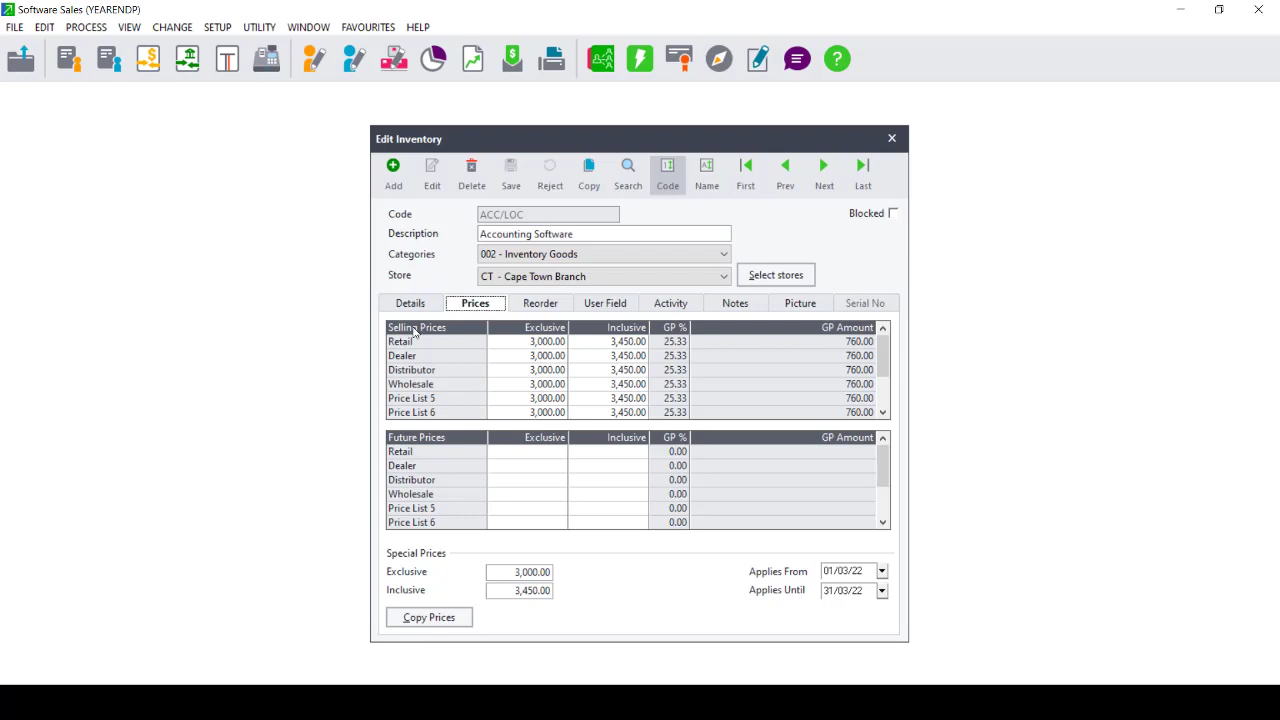 Software Sales (YEARENDP)
FILE EDIT PROCESS VIEW CHANGE SETUP UTILITY WINDOW FAVOURITES HELP
Edit Inventory
Add Edit Delete Save Reject Copy Search Code Name First Prev Next Last
Code ACC/LOC Blocked
Description Accounting Software
Categories 002 - Inventory Goods
Store CT - Cape Town Branch Select stores
Details Prices Reorder User Field Activity Notes Picture Serial No
Selling Prices Exclusive Inclusive GP % GP Amount
Retail 3,000.00 3,450.00 25.33 760.00
Dealer 3,000.00 3,450.00 25.33 760.00
Distributor 3,000.00 3,450.00 25.33 760.00
Wholesale 3,000.00 3,450.00 25.33 760.00
Price List 5 3,000.00 3,450.00 25.33 760.00
Price List 6 3,000.00 3,450.00 25.33 760.00
Future Prices Exclusive Inclusive GP % GP Amount
Retail 0.00
Dealer 0.00
Distributor 0.00
Wholesale 0.00
Price List 5 0.00
Price List 6 0.00
Special Prices
Exclusive 3,000.00 Applies From 01/03/22
Inclusive 3,450.00 Applies Until 31/03/22
Copy Prices